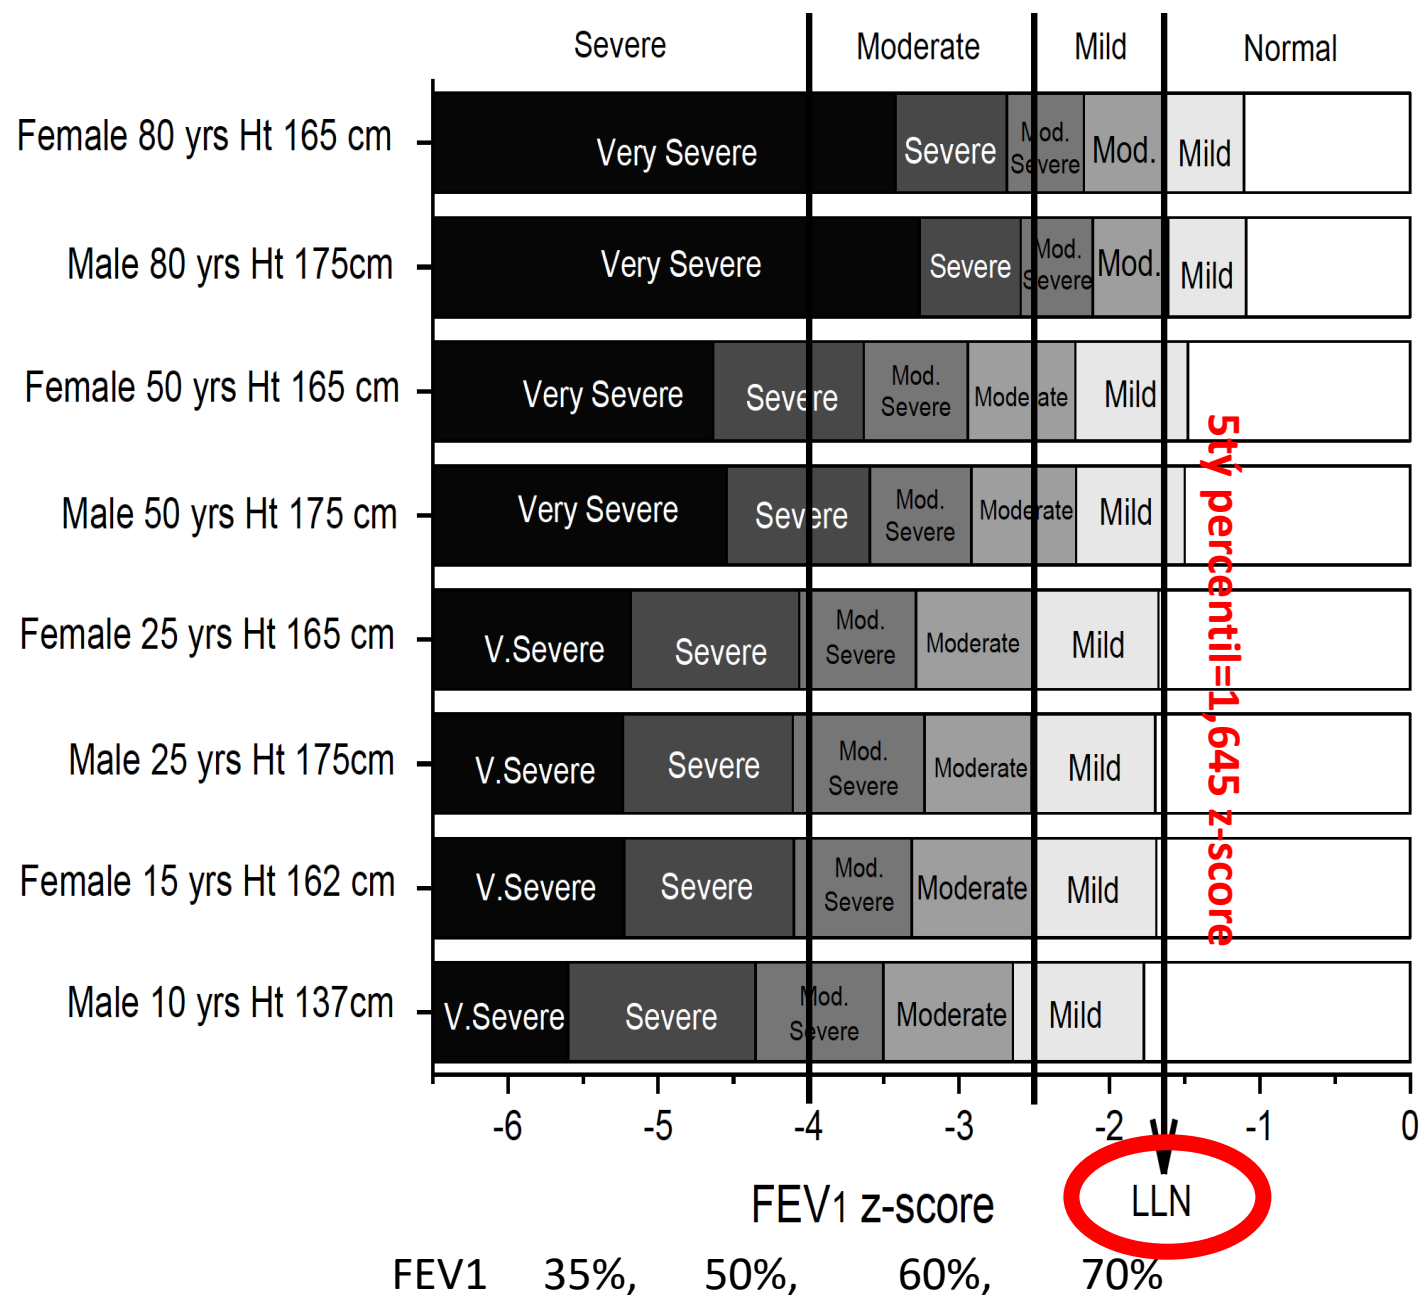 Severe Moderate Mild Normal
Female 80 yrs Ht 165 cm Very Severe Severe Mod. Severe Mod. Mild
Male 80 yrs Ht 175cm Very Severe Severe Mod. Severe Mod. Mild
Female 50 yrs Ht 165 cm Very Severe Severe Mod. Severe Moderate Mild
Male 50 yrs Ht 175 cm Very Severe Severe Mod. Severe Moderate Mild
Female 25 yrs Ht 165 cm V.Severe Severe Mod. Severe Moderate Mild
Male 25 yrs Ht 175cm V.Severe Severe Mod. Severe Moderate Mild
Female 15 yrs Ht 162 cm V.Severe Severe Mod. Severe Moderate Mild
Male 10 yrs Ht 137cm V.Severe Severe Mod. Severe Moderate Mild
5tý percentil=1,645 z-score
-6 -5 -4 -3 -2 -1 0
FEV1 z-score LLN
FEV1 35%, 50%, 60%, 70%